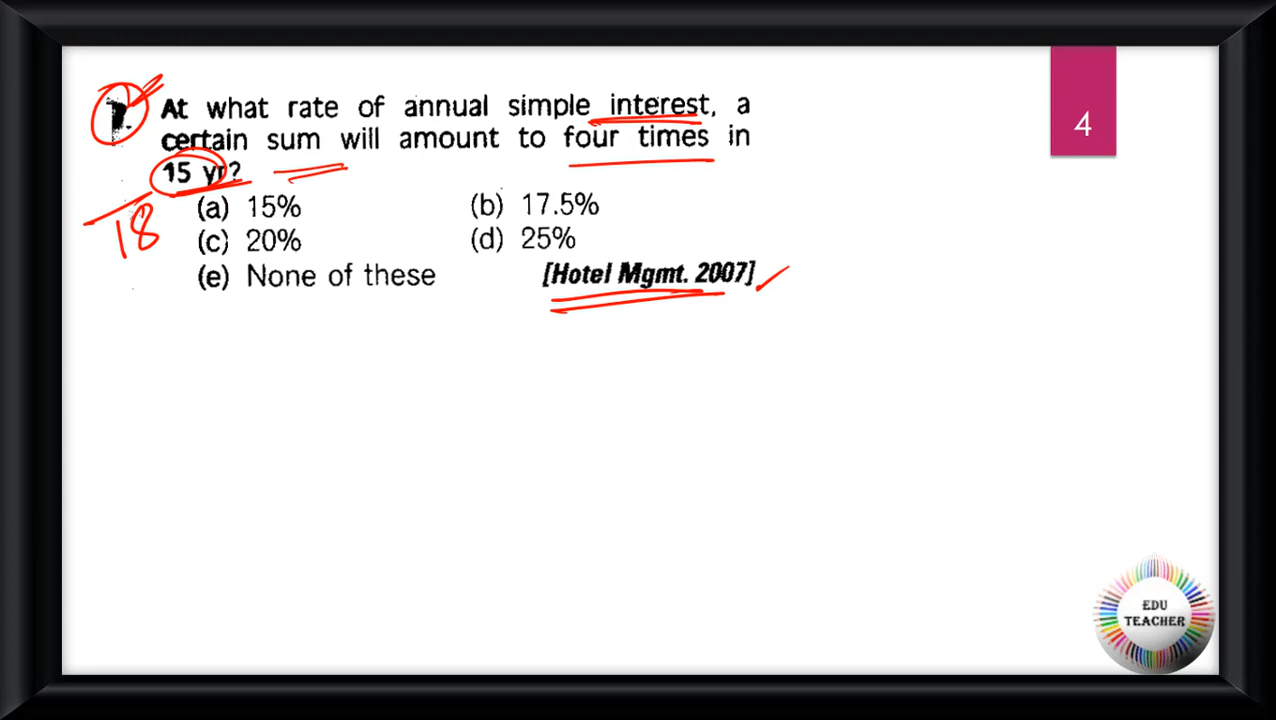 At what rate of annual simple interest, a
certain sum will amount to four times in
15 yr?
18
(a) 15% (b) 17.5%
(c) 20% (d) 25%
(e) None of these [Hotel Mgmt. 2007]
4
EDU
TEACHER